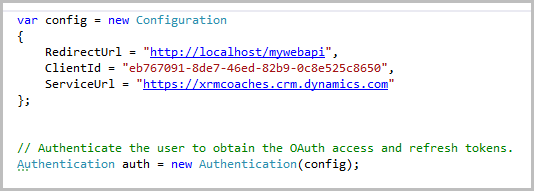 var config = new Configuration
{
RedirectUrl = "http://localhost/mywebapi",
ClientId = "eb767091-8de7-46ed-82b9-0c8e525c8650",
ServiceUrl = "https://xrmcoaches.crm.dynamics.com"
};
// Authenticate the user to obtain the OAuth access and refresh tokens.
Authentication auth = new Authentication(config);